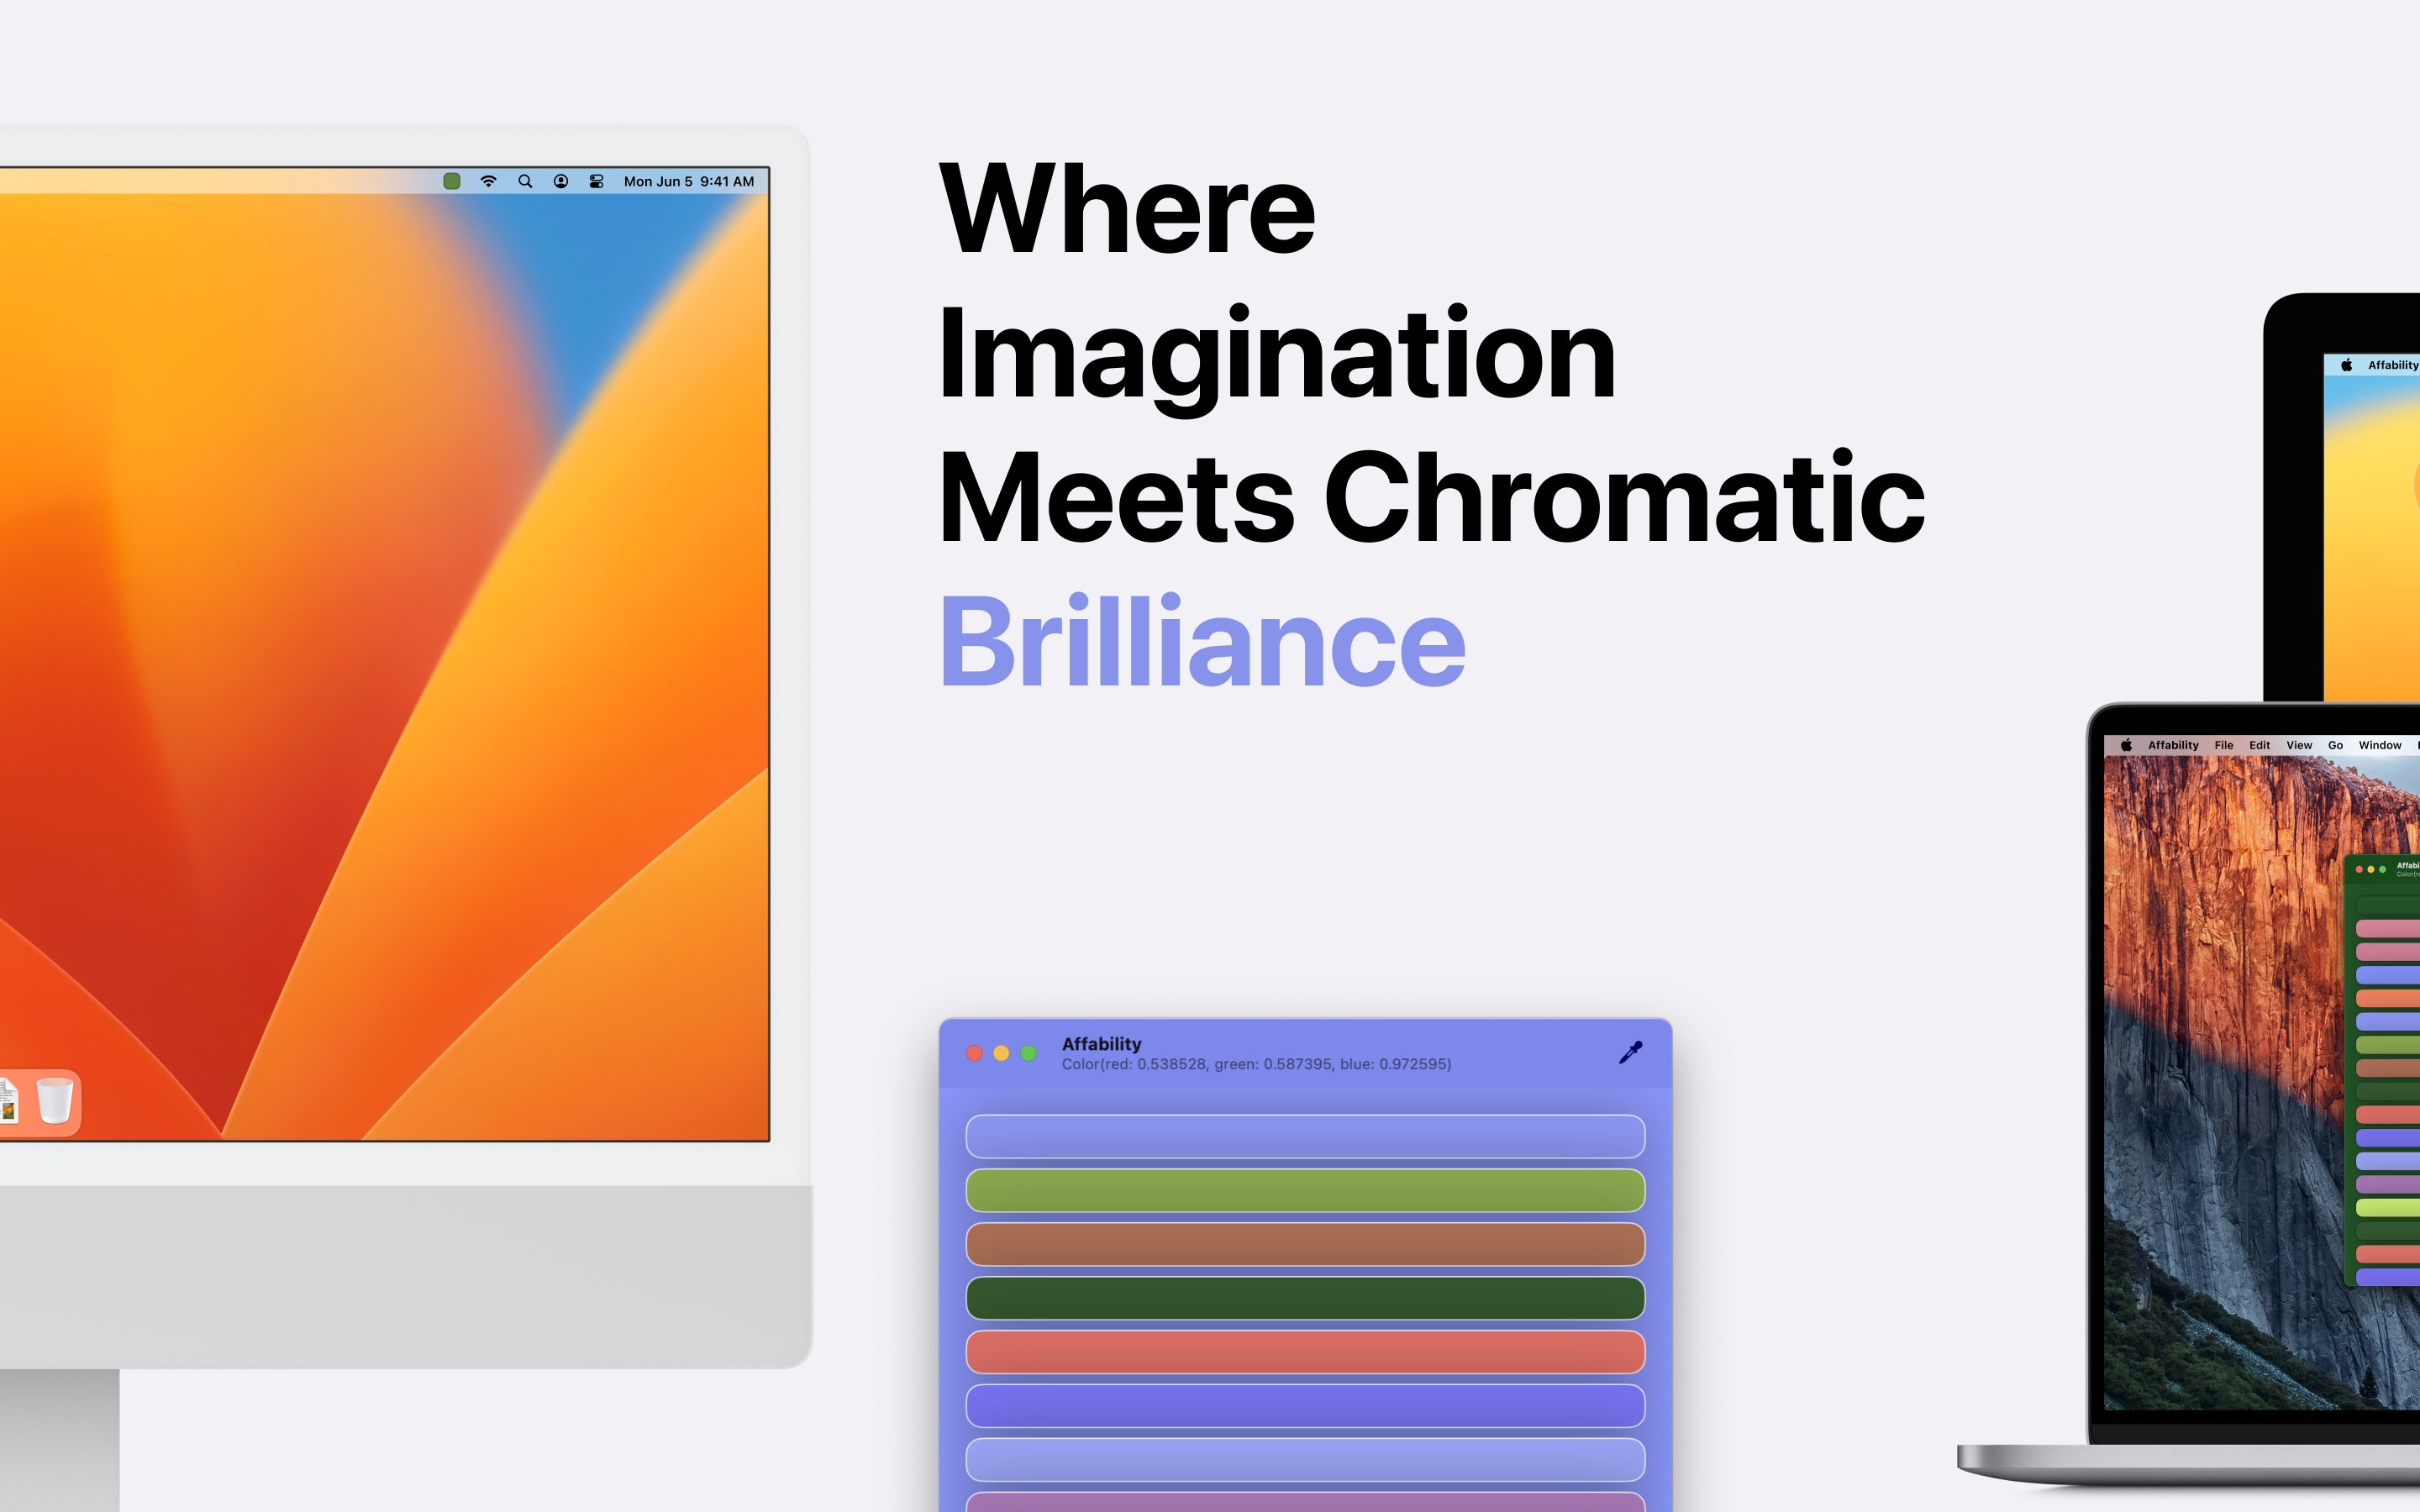 Mon Jun 5 9:41 AM
Where
Imagination
Meets Chromatic
Brilliance
Affability
Affability File Edit View Go Window
Affability
Color(red: 0.538528, green: 0.587395, blue: 0.972595)